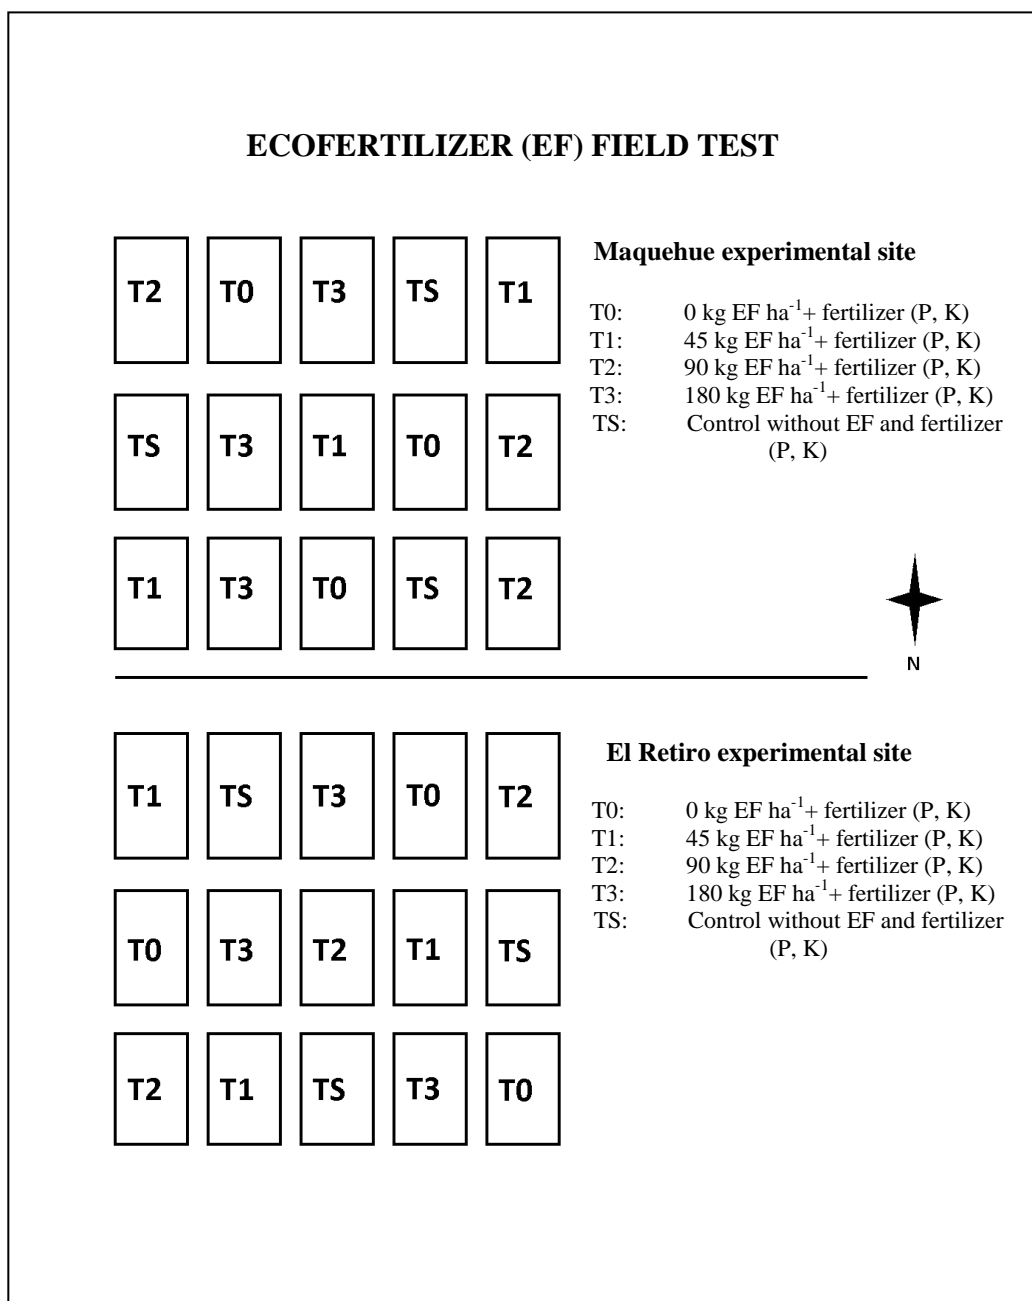 ECOFERTILIZER (EF) FIELD TEST
T2 T0 T3 TS T1
TS T3 T1 T0 T2
T1 T3 T0 TS T2
Maquehue experimental site
T0: 0 kg EF ha⁻¹+ fertilizer (P, K)
T1: 45 kg EF ha⁻¹+ fertilizer (P, K)
T2: 90 kg EF ha⁻¹+ fertilizer (P, K)
T3: 180 kg EF ha⁻¹+ fertilizer (P, K)
TS: Control without EF and fertilizer
(P, K)
N
T1 TS T3 T0 T2
T0 T3 T2 T1 TS
T2 T1 TS T3 T0
El Retiro experimental site
T0: 0 kg EF ha⁻¹+ fertilizer (P, K)
T1: 45 kg EF ha⁻¹+ fertilizer (P, K)
T2: 90 kg EF ha⁻¹+ fertilizer (P, K)
T3: 180 kg EF ha⁻¹+ fertilizer (P, K)
TS: Control without EF and fertilizer
(P, K)